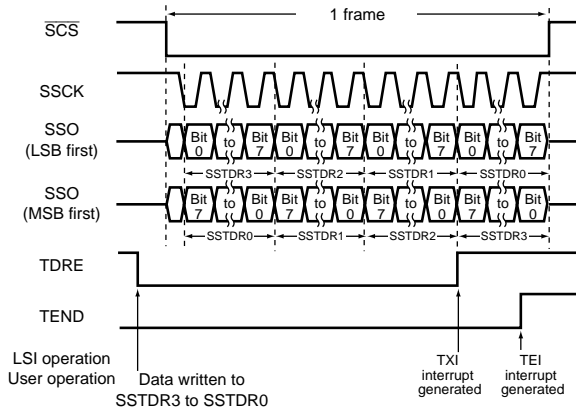 1 frame
SCS
SSCK
SSO
(LSB first)
Bit 0 to Bit 7 Bit 0 to Bit 7 Bit 0 to Bit 7 Bit 0 to Bit 7
SSTDR3 SSTDR2 SSTDR1 SSTDR0
SSO
(MSB first)
Bit 7 to Bit 0 Bit 7 to Bit 0 Bit 7 to Bit 0 Bit 7 to Bit 0
SSTDR0 SSTDR1 SSTDR2 SSTDR3
TDRE
TEND
LSI operation
User operation
Data written to
SSTDR3 to SSTDR0
TXI
interrupt
generated
TEI
interrupt
generated